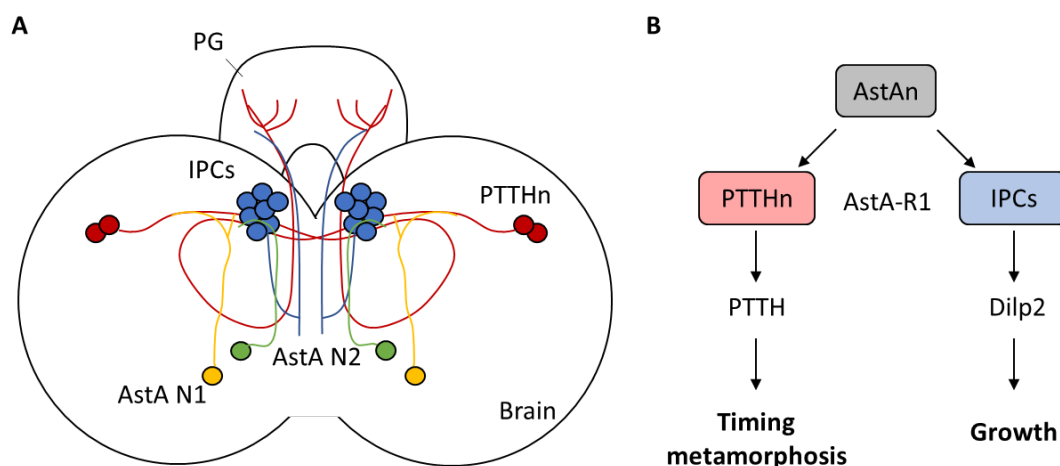 A
PG
IPCs
PTTHn
AstA N2
AstA N1
Brain
B
AstAn
PTTHn
AstA-R1
IPCs
PTTH
Dilp2
Timing
metamorphosis
Growth